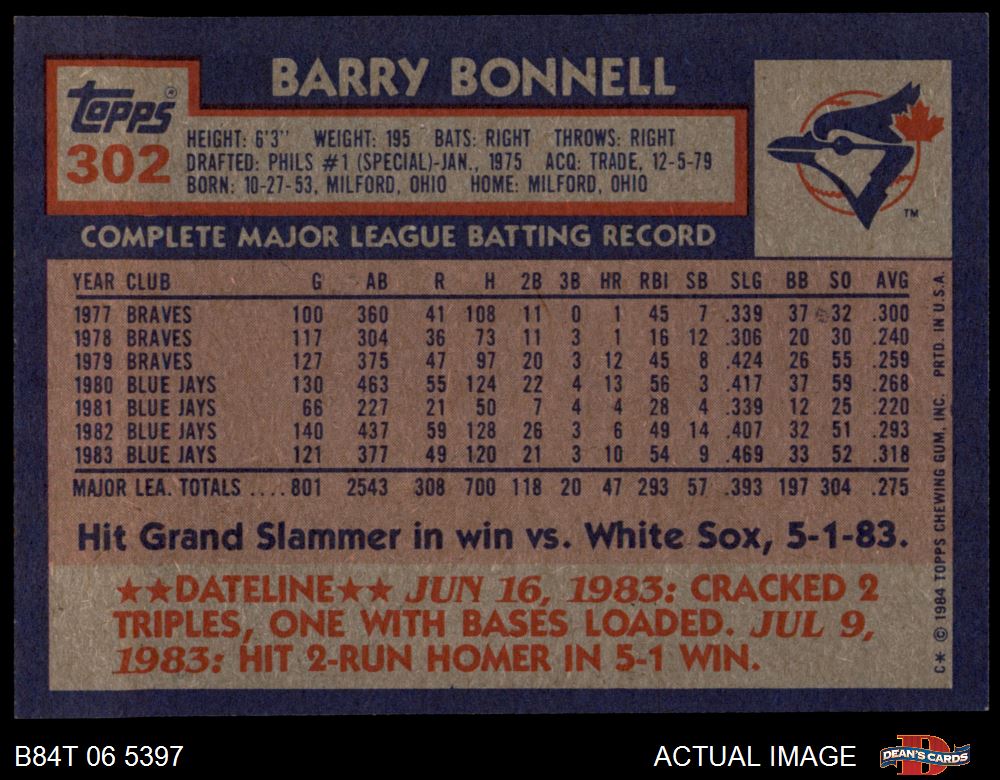 BARRY BONNELL
Topps®
302
HEIGHT: 6'3" WEIGHT: 195 BATS: RIGHT THROWS: RIGHT
DRAFTED: PHILS #1 (SPECIAL)-JAN., 1975 ACQ: TRADE, 12-5-79
BORN: 10-27-53, MILFORD, OHIO HOME: MILFORD, OHIO
TM
COMPLETE MAJOR LEAGUE BATTING RECORD
YEAR CLUB G AB R H 2B 3B HR RBI SB SLG BB SO AVG
1977 BRAVES 100 360 41 108 11 0 1 45 7 .339 37 32 .300
1978 BRAVES 117 304 36 73 11 3 1 16 12 .306 20 30 .240
1979 BRAVES 127 375 47 97 20 3 12 45 8 .424 26 55 .259
1980 BLUE JAYS 130 463 55 124 22 4 13 56 3 .417 37 59 .268
1981 BLUE JAYS 66 227 21 50 7 4 4 28 4 .339 12 25 .220
1982 BLUE JAYS 140 437 59 128 26 3 6 49 14 .407 32 51 .293
1983 BLUE JAYS 121 377 49 120 21 3 10 54 9 .469 33 52 .318
MAJOR LEA. TOTALS .... 801 2543 308 700 118 20 47 293 57 .393 197 304 .275
Hit Grand Slammer in win vs. White Sox, 5-1-83.
★★DATELINE★★ JUN 16, 1983: CRACKED 2
TRIPLES, ONE WITH BASES LOADED. JUL 9,
1983: HIT 2-RUN HOMER IN 5-1 WIN.
C* © 1984 TOPPS CHEWING GUM, INC. PRTD. IN U.S.A.
B84T 06 5397
ACTUAL IMAGE
DEAN'S CARDS